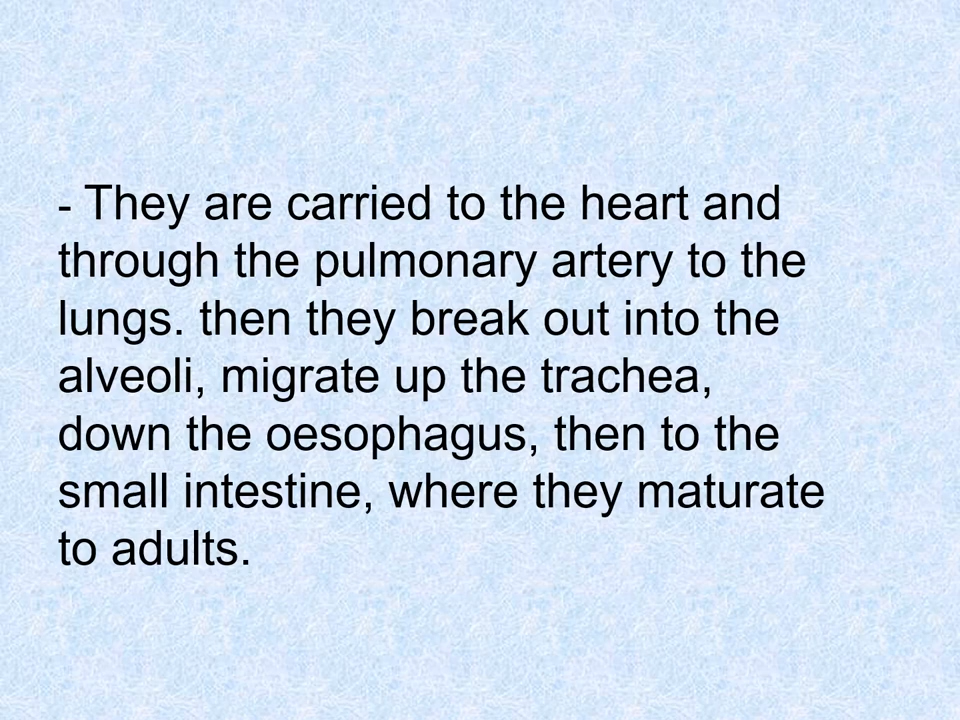 - They are carried to the heart and
through the pulmonary artery to the
lungs. then they break out into the
alveoli, migrate up the trachea,
down the oesophagus, then to the
small intestine, where they maturate
to adults.